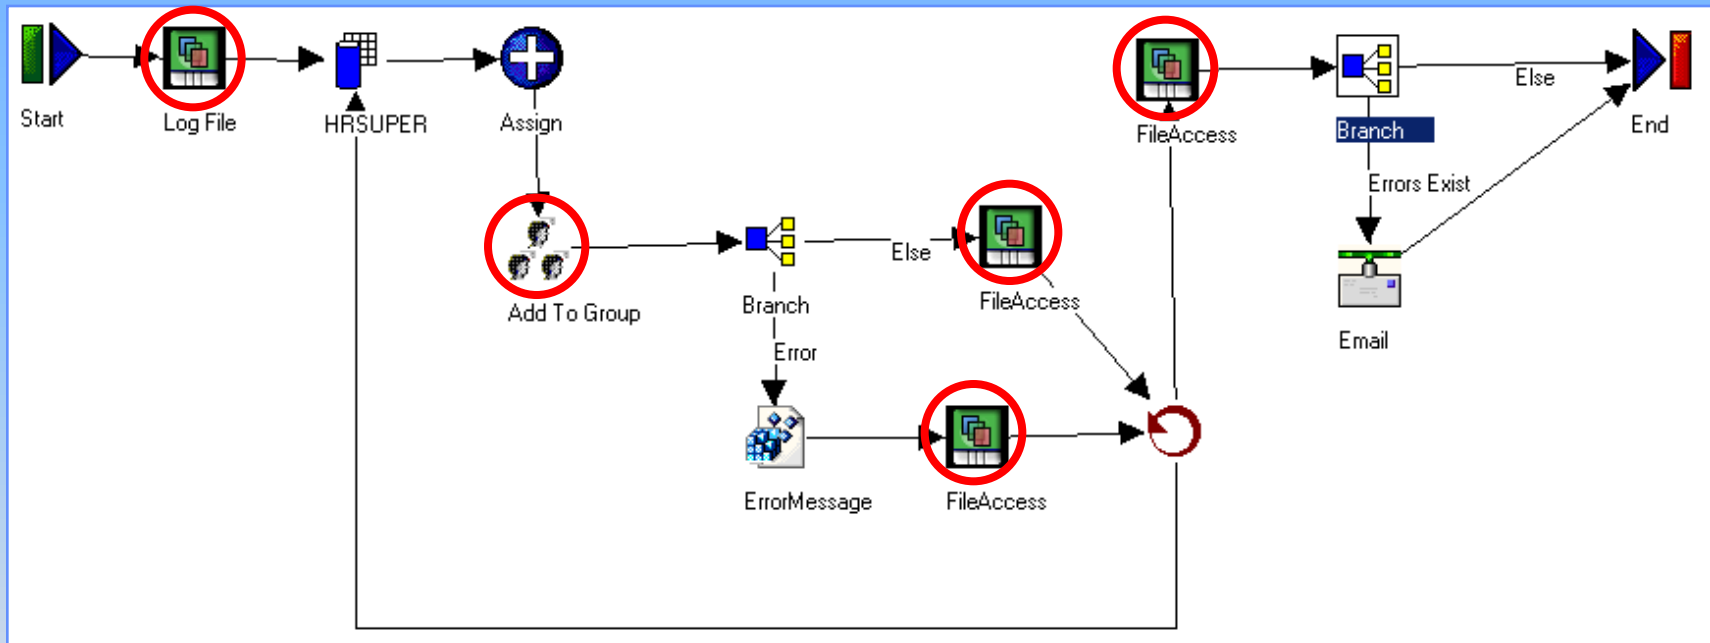 Start
Log File
HRSUPER
Assign
FileAccess
Branch
Else
End
Errors Exist
Email
Add To Group
Branch
Else
FileAccess
Error
ErrorMessage
FileAccess